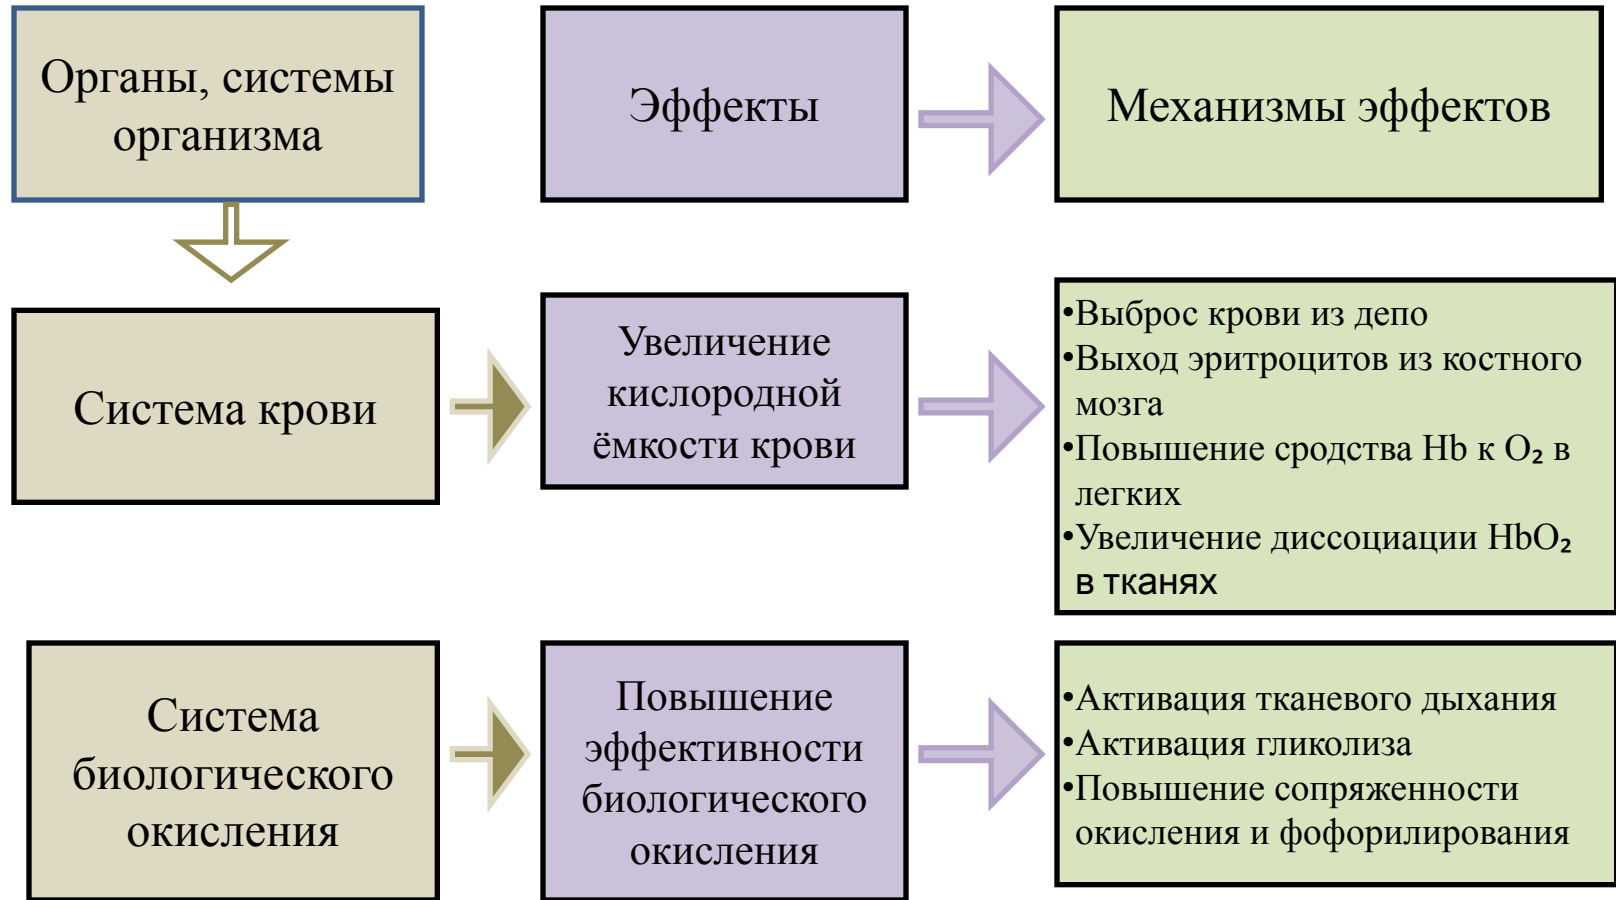 Органы, системы
организма
Эффекты
Механизмы эффектов
Система крови
Увеличение
кислородной
ёмкости крови
•Выброс крови из депо
•Выход эритроцитов из костного
мозга
•Повышение сродства Hb к O₂ в
легких
•Увеличение диссоциации HbO₂
в тканях
Система
биологического
окисления
Повышение
эффективности
биологического
окисления
•Активация тканевого дыхания
•Активация гликолиза
•Повышение сопряженности
окисления и фофорилирования